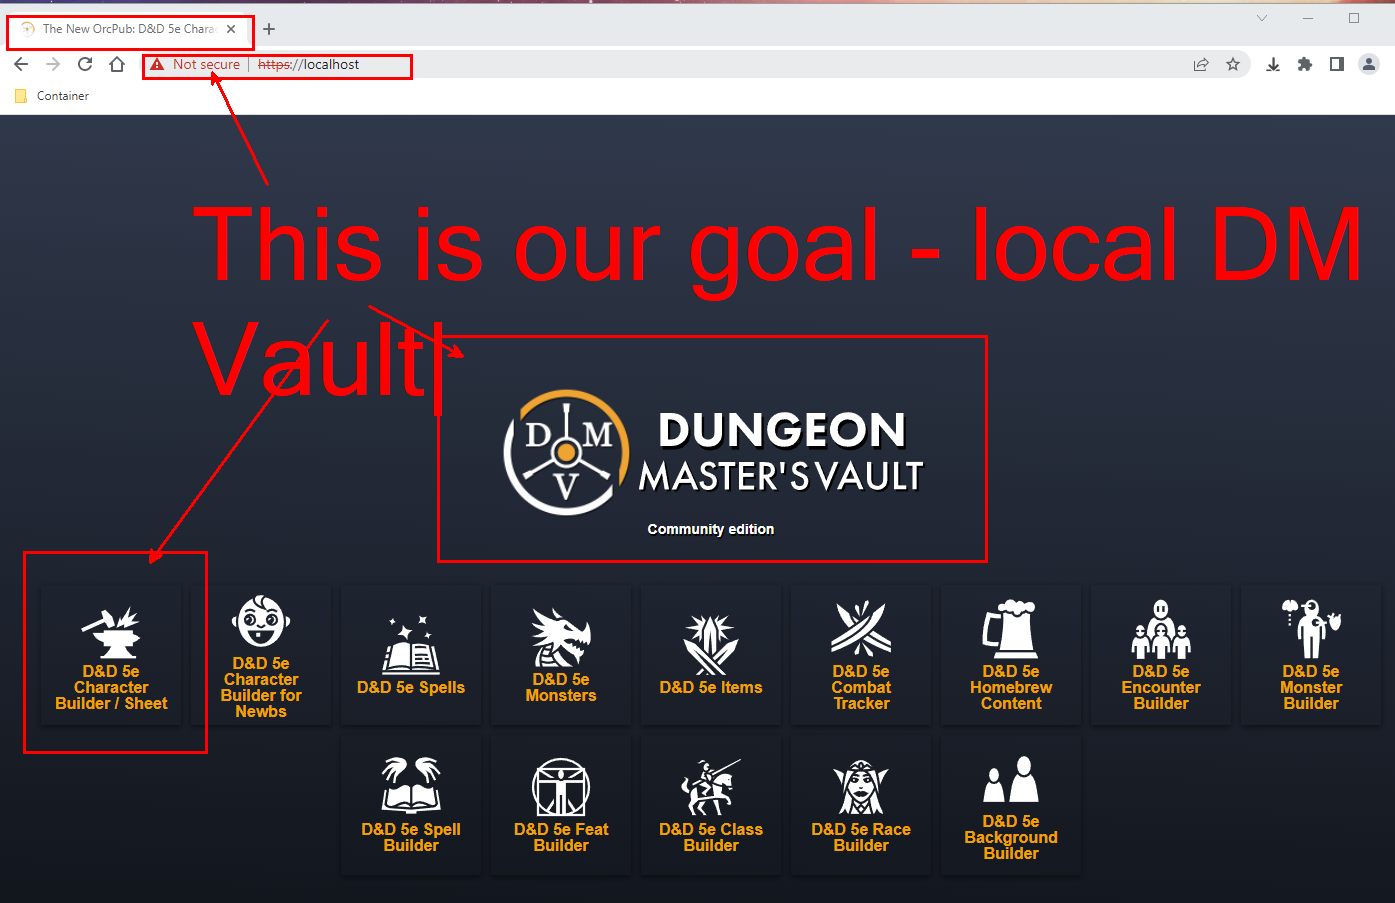 The New OrcPub: D&D 5e Charac
Not secure https://localhost
Container
This is our goal - local DM
Vault
D M
V
DUNGEON
MASTER'S VAULT
Community edition
D&D 5e
Character
Builder / Sheet
D&D 5e
Character
Builder for
Newbs
D&D 5e Spells
D&D 5e
Monsters
D&D 5e Items
D&D 5e
Combat
Tracker
D&D 5e
Homebrew
Content
D&D 5e
Encounter
Builder
D&D 5e
Monster
Builder
D&D 5e Spell
Builder
D&D 5e Feat
Builder
D&D 5e Class
Builder
D&D 5e Race
Builder
D&D 5e
Background
Builder